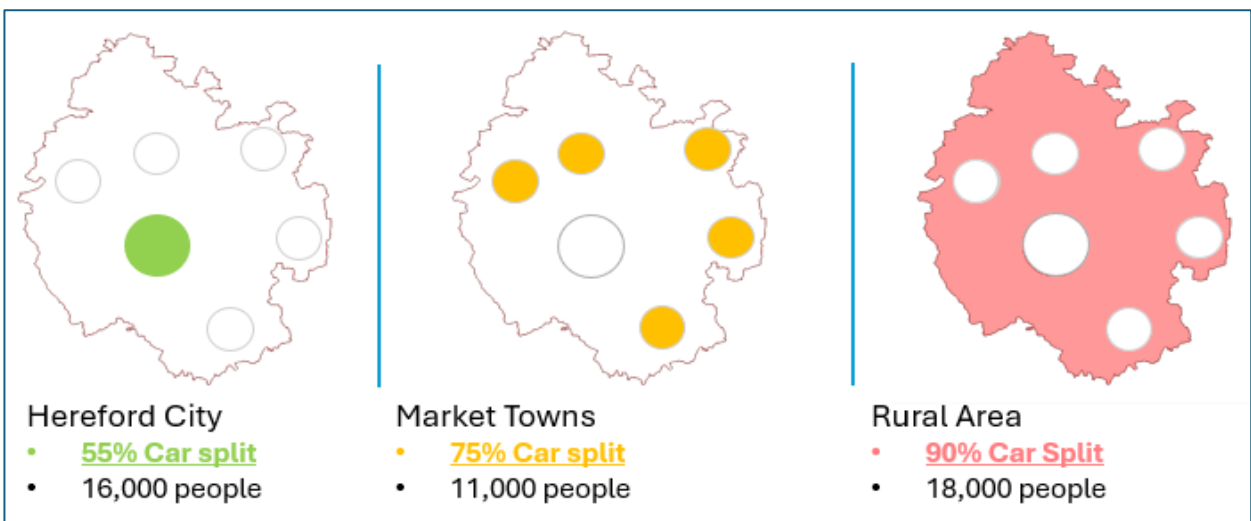 Hereford City
• 55% Car split
• 16,000 people
Market Towns
• 75% Car split
• 11,000 people
Rural Area
• 90% Car Split
• 18,000 people